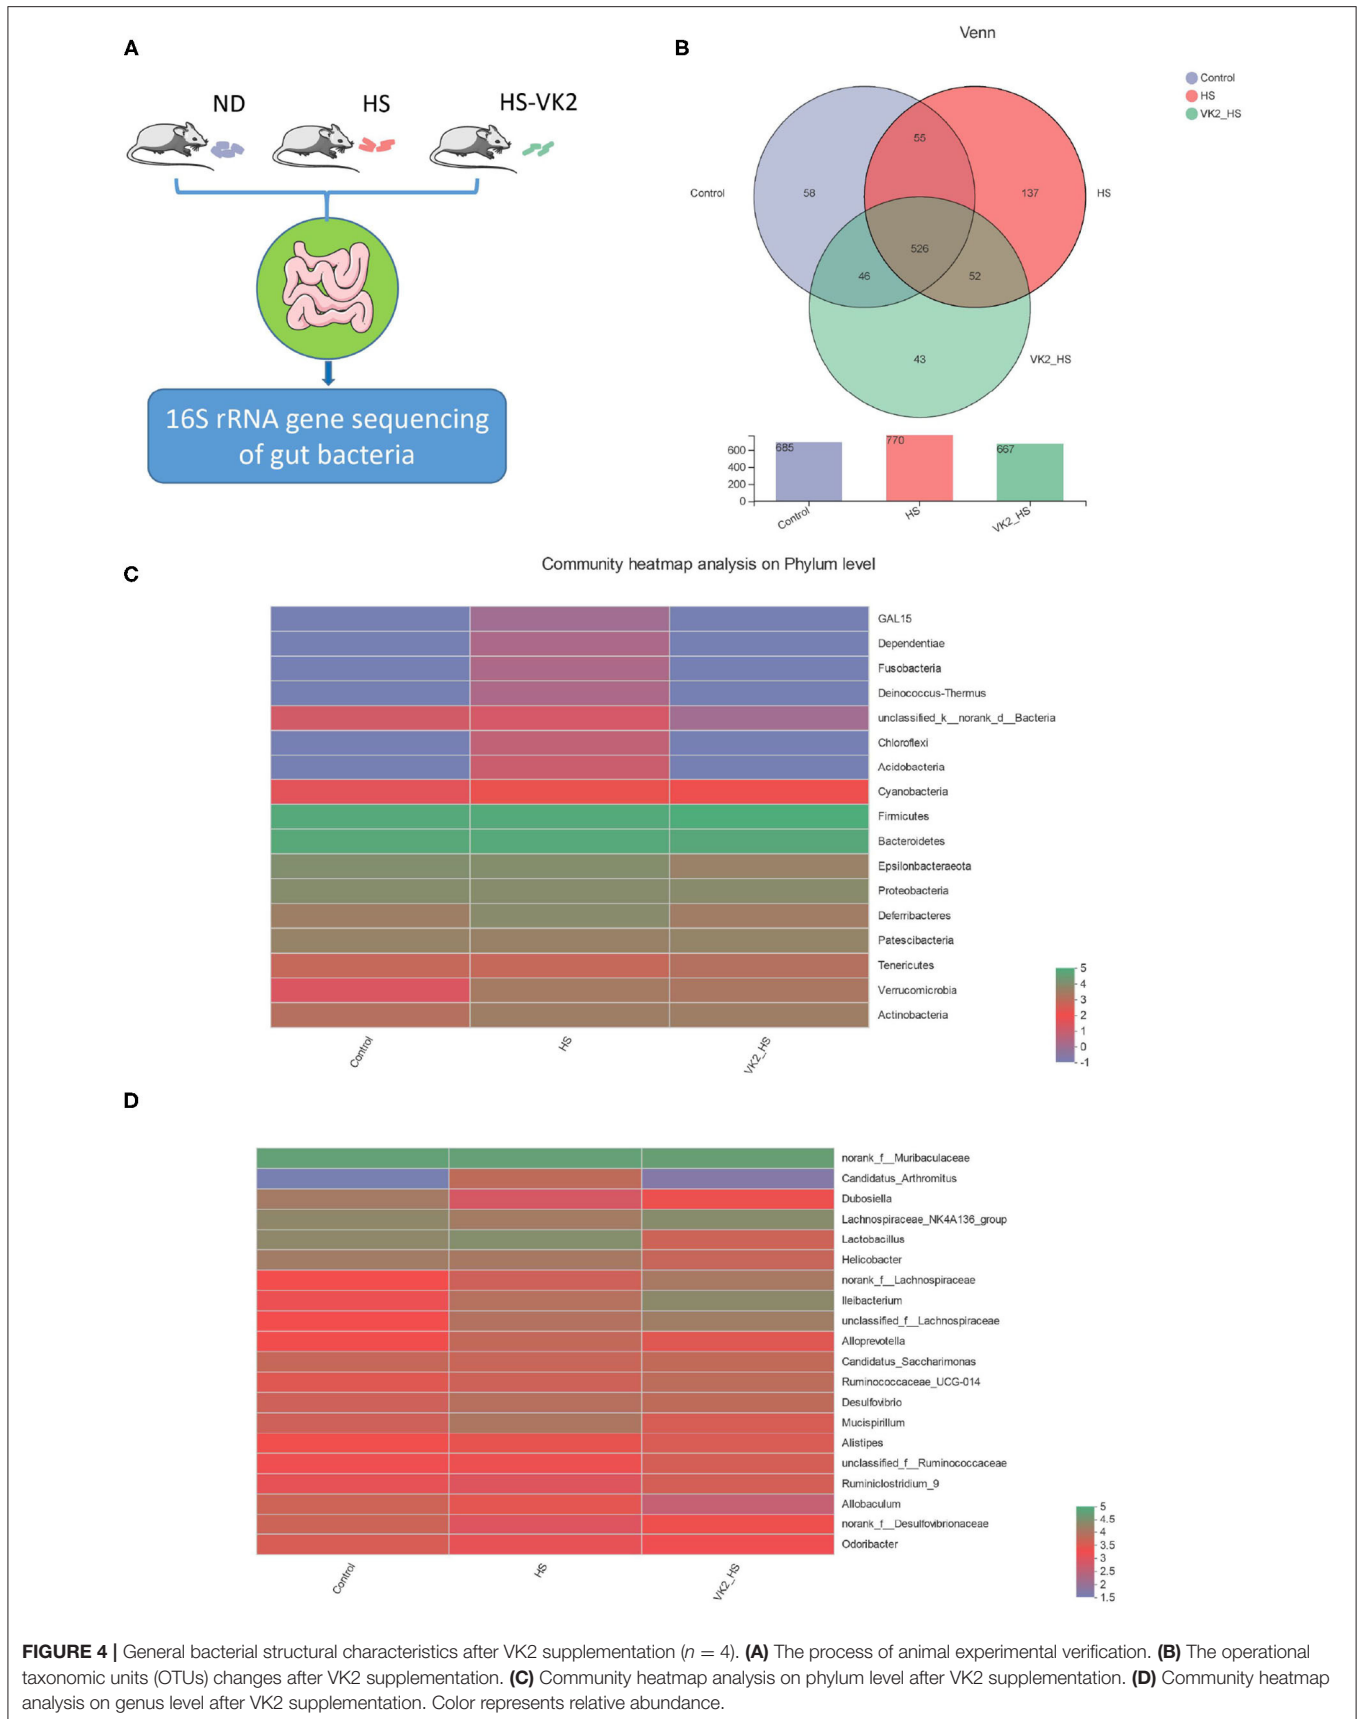 A
ND
HS
HS-VK2
16S rRNA gene sequencing
of gut bacteria
B
Venn
Control
HS
VK2_HS
55
Control
58
137
HS
526
46
52
43
VK2_HS
685
770
667
600
400
200
0
Control
HS
VK2_HS
C
Community heatmap analysis on Phylum level
GAL15
Dependentiae
Fusobacteria
Deinococcus-Thermus
unclassified_k__norank_d__Bacteria
Chloroflexi
Acidobacteria
Cyanobacteria
Firmicutes
Bacteroidetes
Epsilonbacteraeota
Proteobacteria
Deferribacteres
Patescibacteria
Tenericutes
Verrucomicrobia
Actinobacteria
5
4
3
2
1
0
-1
Control
HS
VK2_HS
D
norank_f__Muribaculaceae
Candidatus_Arthromitus
Dubosiella
Lachnospiraceae_NK4A136_group
Lactobacillus
Helicobacter
norank_f__Lachnospiraceae
Ileibacterium
unclassified_f__Lachnospiraceae
Alloprevotella
Candidatus_Saccharimonas
Ruminococcaceae_UCG-014
Desulfovibrio
Mucispirillum
Alistipes
unclassified_f__Ruminococcaceae
Ruminiclostridium_9
Allobaculum
norank_f__Desulfovibrionaceae
Odoribacter
5
4.5
4
3.5
3
2.5
2
1.5
Control
HS
VK2_HS
FIGURE 4 | General bacterial structural characteristics after VK2 supplementation (n = 4). (A) The process of animal experimental verification. (B) The operational
taxonomic units (OTUs) changes after VK2 supplementation. (C) Community heatmap analysis on phylum level after VK2 supplementation. (D) Community heatmap
analysis on genus level after VK2 supplementation. Color represents relative abundance.